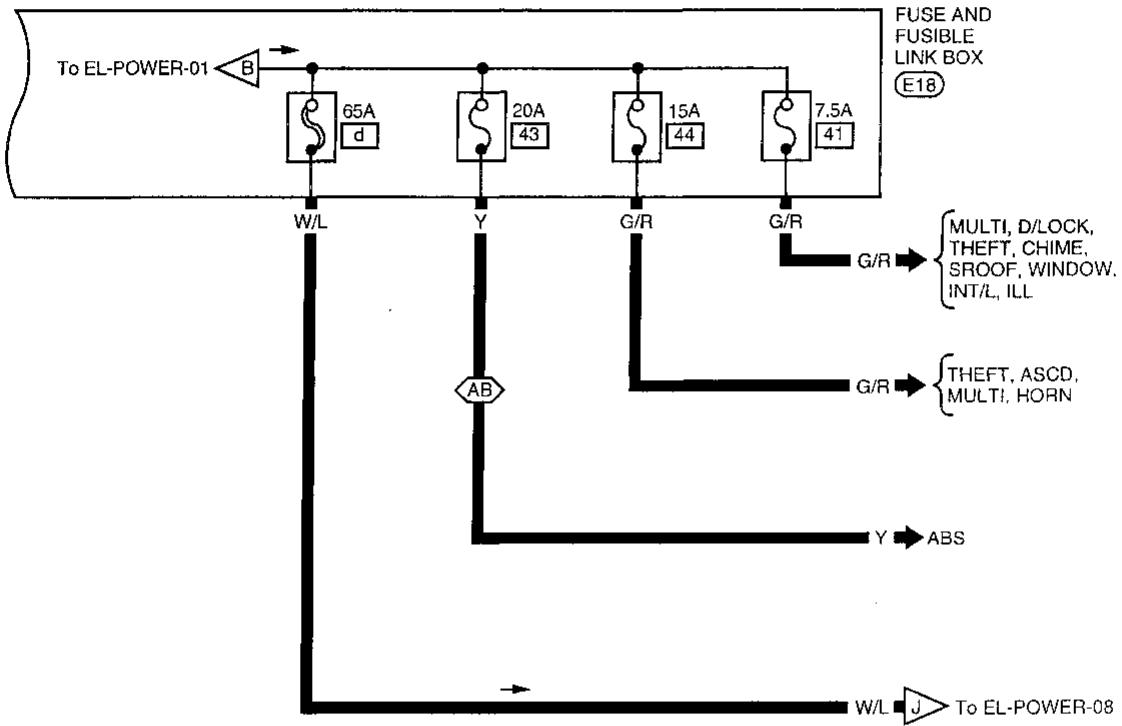 FUSE AND
FUSIBLE
LINK BOX
E18
To EL-POWER-01 B
65A
d
20A
43
15A
44
7.5A
41
W/L
Y
G/R
G/R
G/R
MULTI, D/LOCK,
THEFT, CHIME,
SROOF, WINDOW,
INT/L, ILL
AB
G/R
THEFT, ASCD,
MULTI, HORN
Y ABS
W/L J To EL-POWER-08